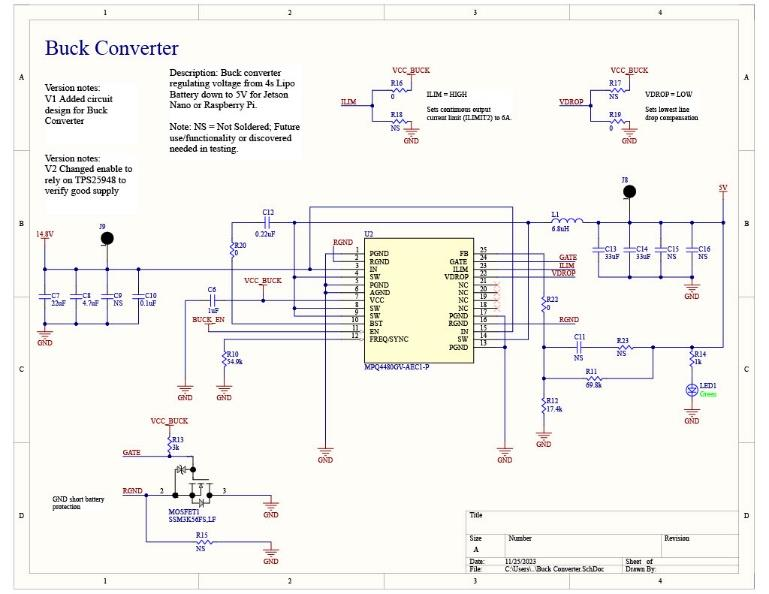 1 2 3 4
A A
Buck Converter
Version notes:
V1 Added circuit
design for Buck
Converter
Version notes:
V2 Changed enable to
rely on TPS25948 to
verify good supply
Description: Buck converter
regulating voltage from 4s Lipo
Battery down to 5V for Jetson
Nano or Raspberry Pi.
Note: NS = Not Soldered; Future
use/functionality or discovered
needed in testing.
VCC_BUCK
R16
0
ILIM
R18
NS
GND
ILIM = HIGH
Sets continuous output
current limit (ILIMIT2) to 6A.
VCC_BUCK
R17
NS
VDROP
R19
0
GND
VDROP = LOW
Sets lowest line
drop compensation
B B
14.8V
J9
C7
22uF
C8
4.7uF
C9
NS
C10
0.1uF
GND
C12
0.22uF
R20
0
VCC_BUCK
C6
1uF
BUCK_EN
R10
54.9k
GND
GND
RGND
U2
1 PGND
2 RGND
3 IN
4 SW
5 PGND
6 AGND
7 VCC
8 SW
9 SW
10 BST
11 EN
12 FREQ/SYNC
FB 25
GATE 24
ILIM 23
VDROP 22
NC 21
NC 20
NC 19
NC 18
PGND 17
RGND 16
IN 15
SW 14
PGND 13
MPQ4480GV-AEC1-P
GND
GND
GATE
ILIM
VDROP
RGND
L1
6.8uH
J8
5V
C13
33uF
C14
33uF
C15
NS
C16
NS
GND
R22
0
C11
NS
R23
NS
R11
69.8k
R12
17.4k
GND
R14
1k
LED1
Green
GND
C C
VCC_BUCK
R13
3k
GATE
RGND
2
3
MOSFET1
SSM3K56FS,LF
GND
GND short battery
protection
R15
NS
GND
D D
Title
Size
A
Number
Revision
Date: 11/25/2023
Sheet of
File: C:\Users\..\Buck Converter.SchDoc
Drawn By:
1 2 3 4